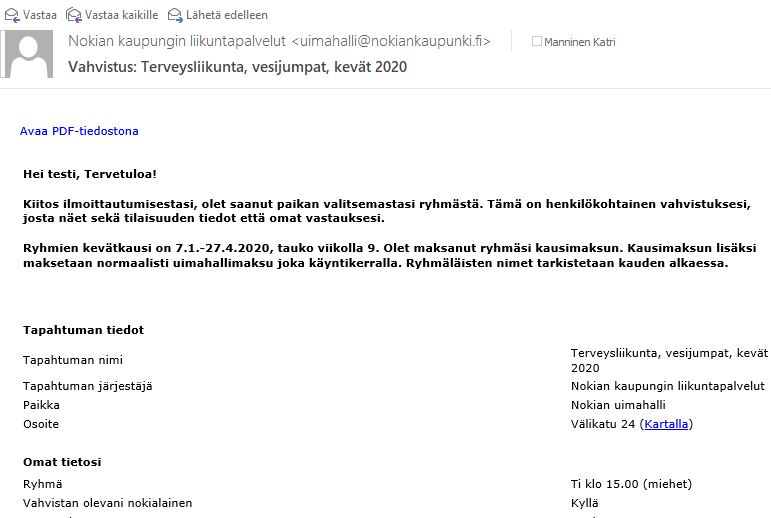 Vastaa Vastaa kaikille Lähetä edelleen
Nokian kaupungin liikuntapalvelut <uimahalli@nokiankaupunki.fi> Manninen Katri
Vahvistus: Terveysliikunta, vesijumpat, kevät 2020
Avaa PDF-tiedostona
Hei testi, Tervetuloa!
Kiitos ilmoittautumisestasi, olet saanut paikan valitsemastasi ryhmästä. Tämä on henkilökohtainen vahvistuksesi,
josta näet sekä tilaisuuden tiedot että omat vastauksesi.
Ryhmien kevätkausi on 7.1.-27.4.2020, tauko viikolla 9. Olet maksanut ryhmäsi kausimaksun. Kausimaksun lisäksi
maksetaan normaalisti uimahallimaksu joka käyntikerralla. Ryhmäläisten nimet tarkistetaan kauden alkaessa.
Tapahtuman tiedot
Tapahtuman nimi Terveysliikunta, vesijumpat, kevät
2020
Tapahtuman järjestäjä Nokian kaupungin liikuntapalvelut
Paikka Nokian uimahalli
Osoite Välikatu 24 (Kartalla)
Omat tietosi
Ryhmä Ti klo 15.00 (miehet)
Vahvistan olevani nokialainen Kyllä